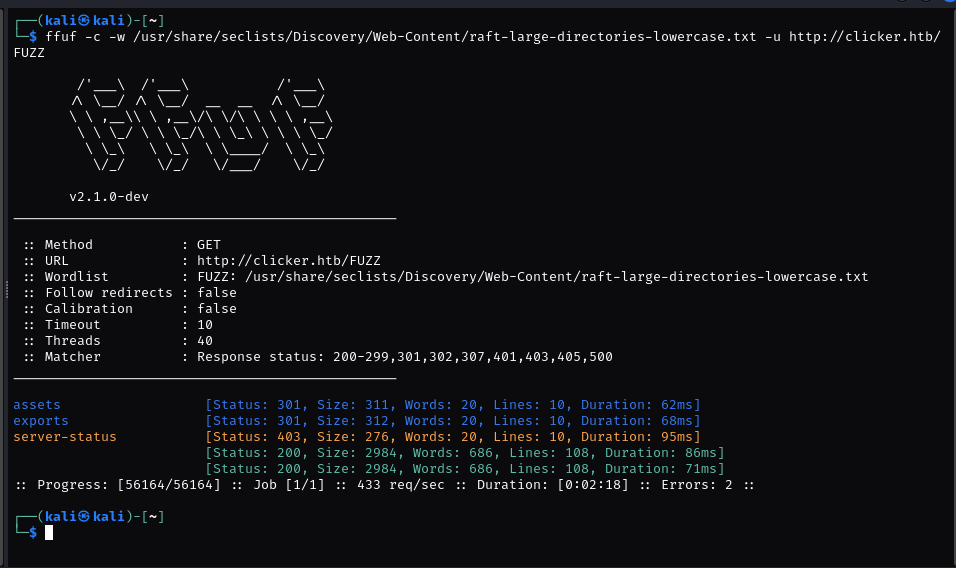 ┌──(kali㉿kali)-[~]
└─$ ffuf -c -w /usr/share/seclists/Discovery/Web-Content/raft-large-directories-lowercase.txt -u http://clicker.htb/
FUZZ

        /'___\  /'___\           /'___\
       /\ \__/ /\ \__/  __  __  /\ \__/
       \ \ ,__\\ \ ,__\/\ \/\ \ \ \ ,__\
        \ \ \_/ \ \ \_/\ \ \_\ \ \ \ \_/
         \ \_\   \ \_\  \ \____/  \ \_\
          \/_/    \/_/   \/___/    \/_/

       v2.1.0-dev
________________________________________________

 :: Method           : GET
 :: URL              : http://clicker.htb/FUZZ
 :: Wordlist         : FUZZ: /usr/share/seclists/Discovery/Web-Content/raft-large-directories-lowercase.txt
 :: Follow redirects : false
 :: Calibration      : false
 :: Timeout          : 10
 :: Threads          : 40
 :: Matcher          : Response status: 200-299,301,302,307,401,403,405,500
________________________________________________

assets                  [Status: 301, Size: 311, Words: 20, Lines: 10, Duration: 62ms]
exports                 [Status: 301, Size: 312, Words: 20, Lines: 10, Duration: 68ms]
server-status           [Status: 403, Size: 276, Words: 20, Lines: 10, Duration: 95ms]
                        [Status: 200, Size: 2984, Words: 686, Lines: 108, Duration: 86ms]
                        [Status: 200, Size: 2984, Words: 686, Lines: 108, Duration: 71ms]
:: Progress: [56164/56164] :: Job [1/1] :: 433 req/sec :: Duration: [0:02:18] :: Errors: 2 ::

┌──(kali㉿kali)-[~]
└─$